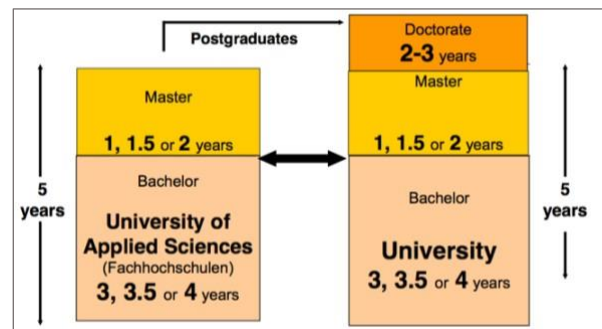 Postgraduates
Doctorate
2-3 years
Master
1, 1.5 or 2 years
Master
1, 1.5 or 2 years
5
years
Bachelor
University of
Applied Sciences
(Fachhochschulen)
3, 3.5 or 4 years
Bachelor
University
3, 3.5 or 4 years
5
years